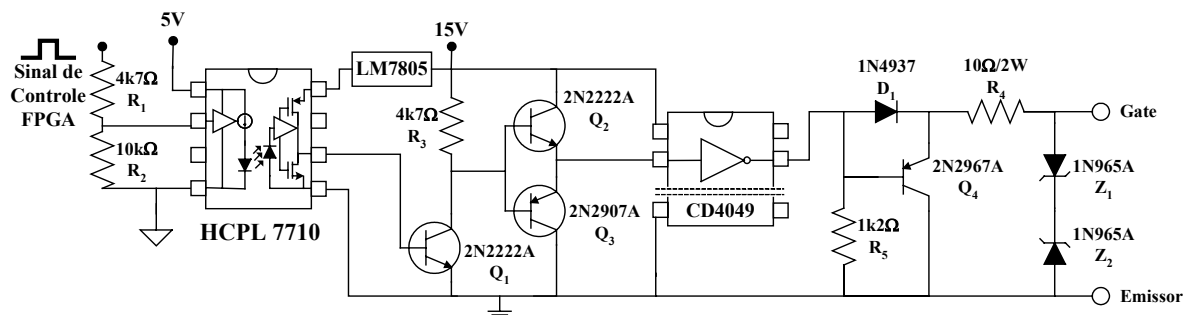 Sinal de
Controle
FPGA
4k7Ω
R1
10kΩ
R2
5V
HCPL 7710
LM7805
15V
4k7Ω
R3
2N2222A
Q1
2N2222A
Q2
2N2907A
Q3
CD4049
1N4937
D1
10Ω/2W
R4
2N2967A
Q4
1k2Ω
R5
1N965A
Z1
1N965A
Z2
Gate
Emissor